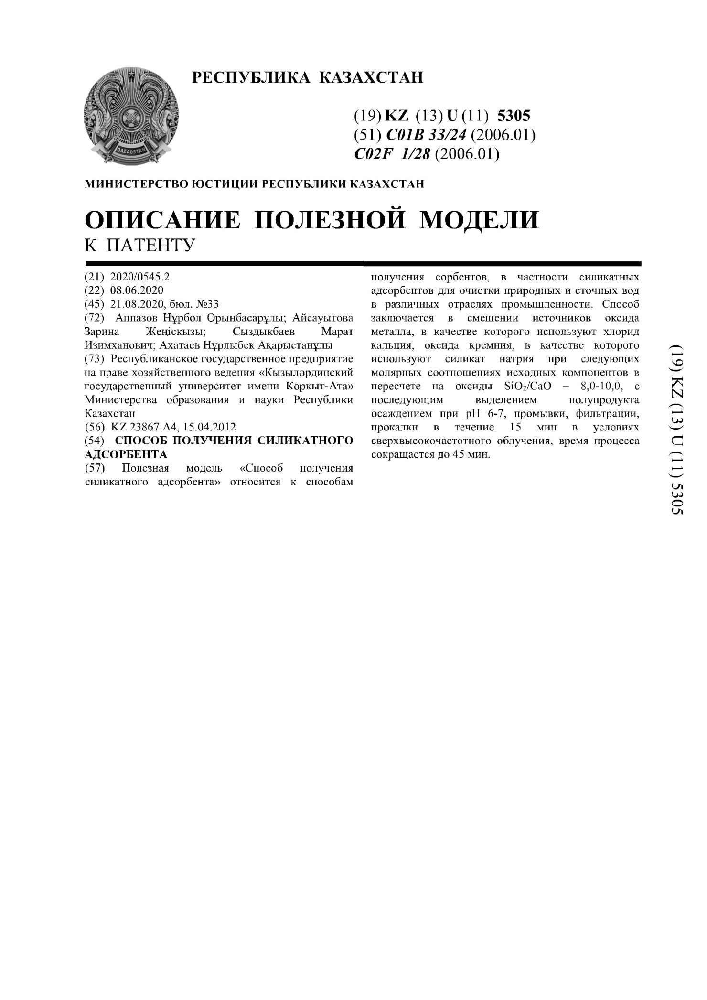 РЕСПУБЛИКА КАЗАХСТАН
QAZAQSTAN
(19) KZ (13) U (11) 5305
(51) C01B 33/24 (2006.01)
C02F 1/28 (2006.01)
МИНИСТЕРСТВО ЮСТИЦИИ РЕСПУБЛИКИ КАЗАХСТАН
ОПИСАНИЕ ПОЛЕЗНОЙ МОДЕЛИ
К ПАТЕНТУ
(21) 2020/0545.2
(22) 08.06.2020
(45) 21.08.2020, бюл. №33
(72) Аппазов Нұрбол Орынбасарұлы; Айсауытова
Зарина Жеңісқызы; Сыздыкбаев Марат
Изимханович; Ахатаев Нұрлыбек Ақарыстанұлы
(73) Республиканское государственное предприятие
на праве хозяйственного ведения «Кызылординский
государственный университет имени Коркыт-Ата»
Министерства образования и науки Республики
Казахстан
(56) KZ 23867 А4, 15.04.2012
(54) СПОСОБ ПОЛУЧЕНИЯ СИЛИКАТНОГО
АДСОРБЕНТА
(57) Полезная модель «Способ получения
силикатного адсорбента» относится к способам
получения сорбентов, в частности силикатных
адсорбентов для очистки природных и сточных вод
в различных отраслях промышленности. Способ
заключается в смешении источников оксида
металла, в качестве которого используют хлорид
кальция, оксида кремния, в качестве которого
используют силикат натрия при следующих
молярных соотношениях исходных компонентов в
пересчете на оксиды SiO₂/CaO – 8,0-10,0, с
последующим выделением полупродукта
осаждением при pH 6-7, промывки, фильтрации,
прокалки в течение 15 мин в условиях
сверхвысокочастотного облучения, время процесса
сокращается до 45 мин.
(19) KZ (13) U (11) 5305